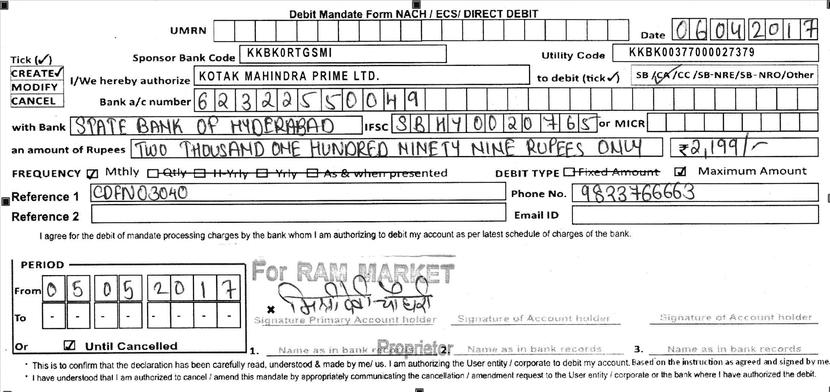 Debit Mandate Form NACH / ECS/ DIRECT DEBIT
UMRN Date 06042017
Tick (✓) Sponsor Bank Code KKBK0RTGSMI Utility Code KKBK00377000027379
CREATE✓ I/We hereby authorize KOTAK MAHINDRA PRIME LTD. to debit (tick✓) SB /CA/CC /SB-NRE/SB-NRO/Other
MODIFY
CANCEL Bank a/c number 62322550049
with Bank STATE BANK OF HYDERABAD IFSC SBHY0020765 or MICR
an amount of Rupees TWO THOUSAND ONE HUNDRED NINETY NINE RUPEES ONLY ₹2,199/-
FREQUENCY ☑ Mthly ☐ Qtly ☐ H-Yrly ☐ Yrly ☐ As & when presented DEBIT TYPE ☐ Fixed Amount ☑ Maximum Amount
Reference 1 CDFNO3040 Phone No. 9823766663
Reference 2 Email ID
I agree for the debit of mandate processing charges by the bank whom I am authorizing to debit my account as per latest schedule of charges of the bank.
PERIOD
For RAM MARKET
From 05052017
To - - - - - - - -
Signature Primary Account holder Signature of Account holder Signature of Account holder
Or ☑ Until Cancelled
1. Name as in bank records 2. Name as in bank records 3. Name as in bank records
Proprietor
* This is to confirm that the declaration has been carefully read, understood & made by me/ us. I am authorizing the User entity / corporate to debit my account. Based on the instruction as agreed and signed by me.
* I have understood that I am authorized to cancel / amend this mandate by appropriately communicating the cancellation / amendment request to the User entity / corporate or the bank where I have authorized the debit.